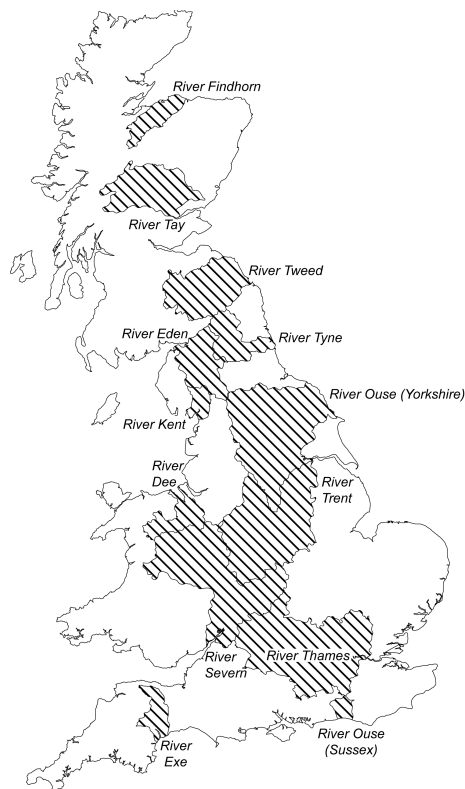 River Findhorn
River Tay
River Tweed
River Eden
River Tyne
River Ouse (Yorkshire)
River Kent
River
Dee
River
Trent
River
Severn
River Thames
River Ouse
(Sussex)
River
Exe